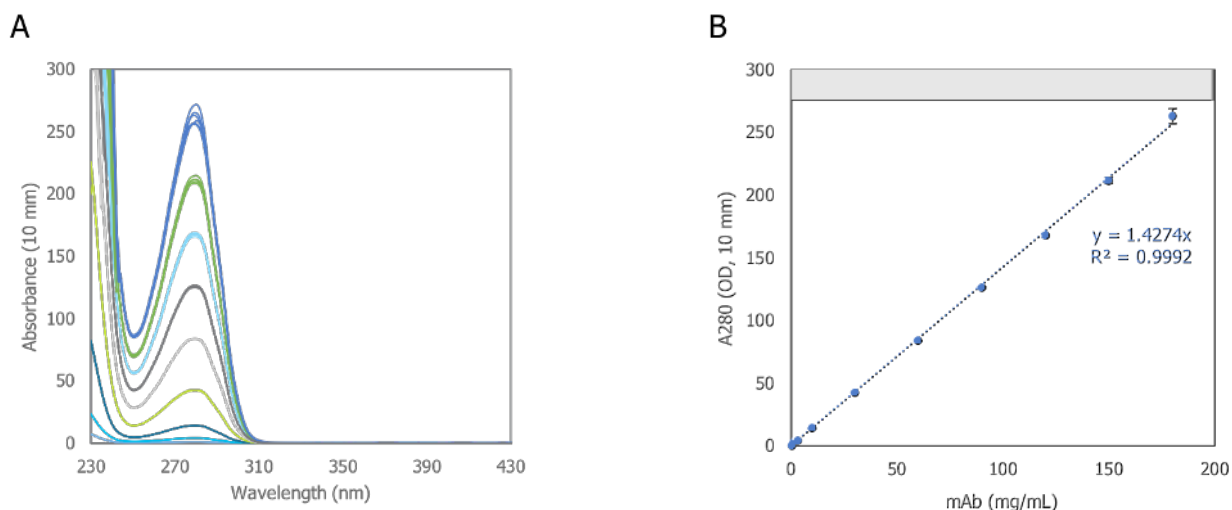 A
300
250
200
150
100
50
0
230 270 310 350 390 430
Absorbance (10 mm)
Wavelength (nm)
B
300
250
200
150
100
50
0
0 50 100 150 200
A280 (OD, 10 mm)
mAb (mg/mL)
y = 1.4274x
R² = 0.9992